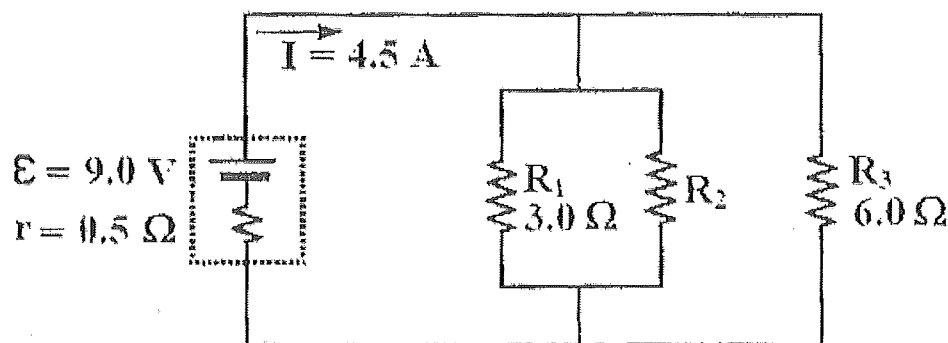 I = 4.5 A
ε = 9.0 V
r = 0.5 Ω
R₁
3.0 Ω
R₂
R₃
6.0 Ω